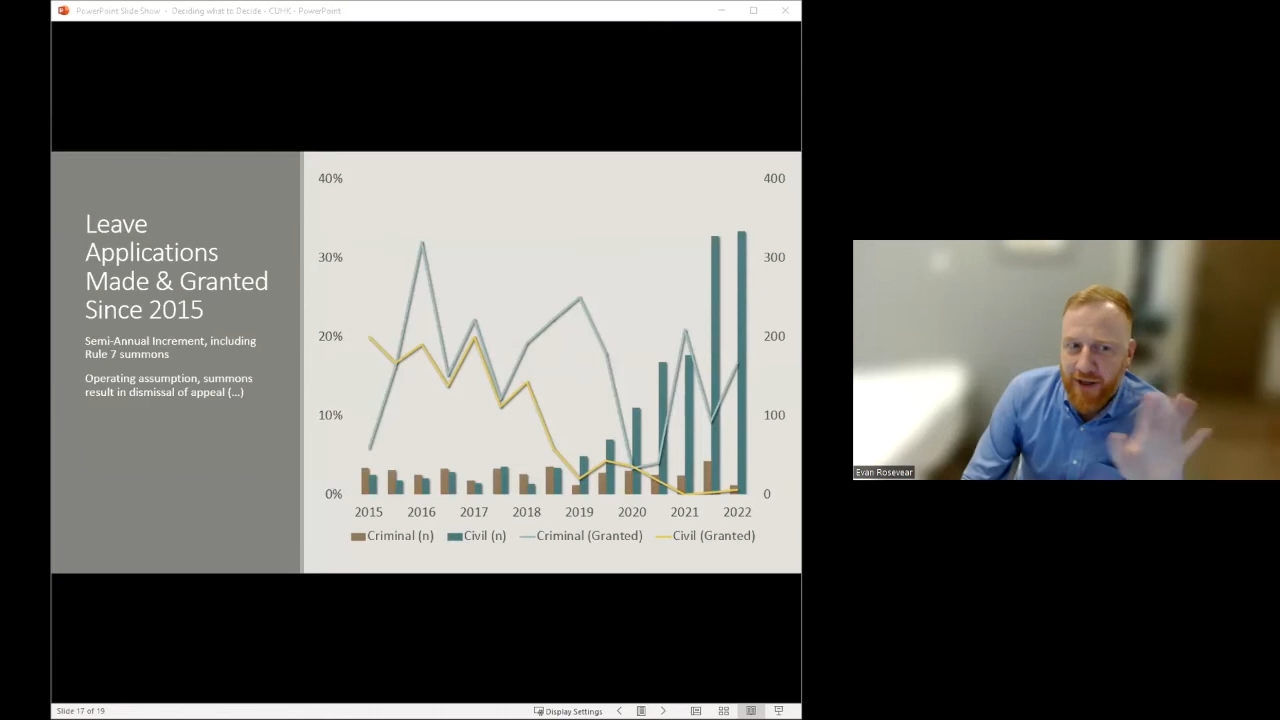 PowerPoint Slide Show - Deciding what to Decide - CUHK - PowerPoint
Leave
Applications
Made & Granted
Since 2015
Semi-Annual Increment, including
Rule 7 summons
Operating assumption, summons
result in dismissal of appeal (...)
40% 400
30% 300
20% 200
10% 100
0% 0
2015 2016 2017 2018 2019 2020 2021 2022
Criminal (n) Civil (n) Criminal (Granted) Civil (Granted)
Evan Rosevear
Slide 17 of 19
Display Settings